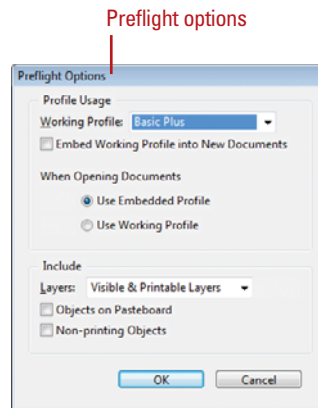 Preflight options
Preflight Options
Profile Usage
Working Profile: Basic Plus
Embed Working Profile into New Documents
When Opening Documents
Use Embedded Profile
Use Working Profile
Include
Layers: Visible & Printable Layers
Objects on Pasteboard
Non-printing Objects
OK Cancel